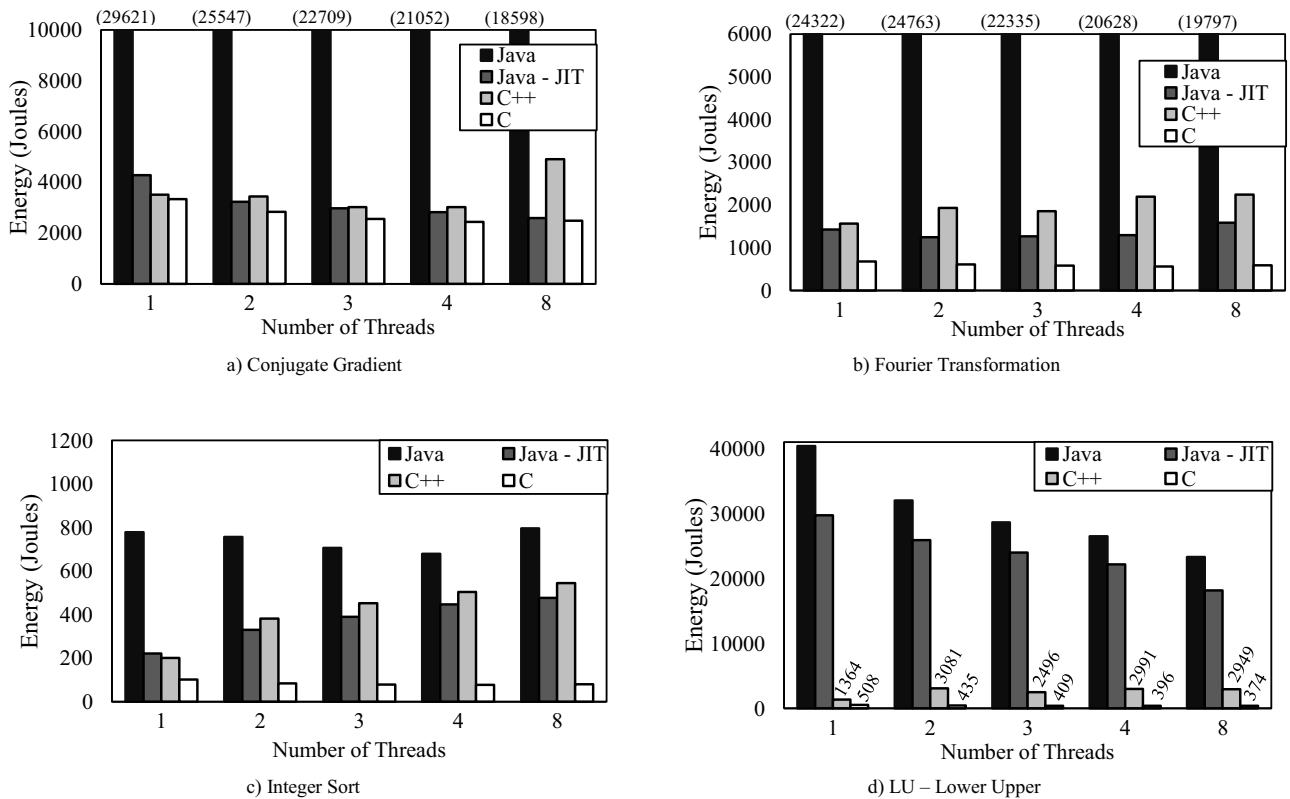 (29621) (25547) (22709) (21052) (18598)
10000
8000
6000
4000
2000
0
Energy (Joules)
Java
Java - JIT
C++
C
1 2 3 4 8
Number of Threads
a) Conjugate Gradient
(24322) (24763) (22335) (20628) (19797)
6000
5000
4000
3000
2000
1000
0
Energy (Joules)
Java
Java - JIT
C++
C
1 2 3 4 8
Number of Threads
b) Fourier Transformation
1200
1000
800
600
400
200
0
Energy (Joules)
Java Java - JIT
C++ C
1 2 3 4 8
Number of Threads
c) Integer Sort
40000
30000
20000
10000
0
Energy (Joules)
Java Java - JIT
C++ C
1364 508 3081 435 2496 409 2991 396 2949 374
1 2 3 4 8
Number of Threads
d) LU – Lower Upper